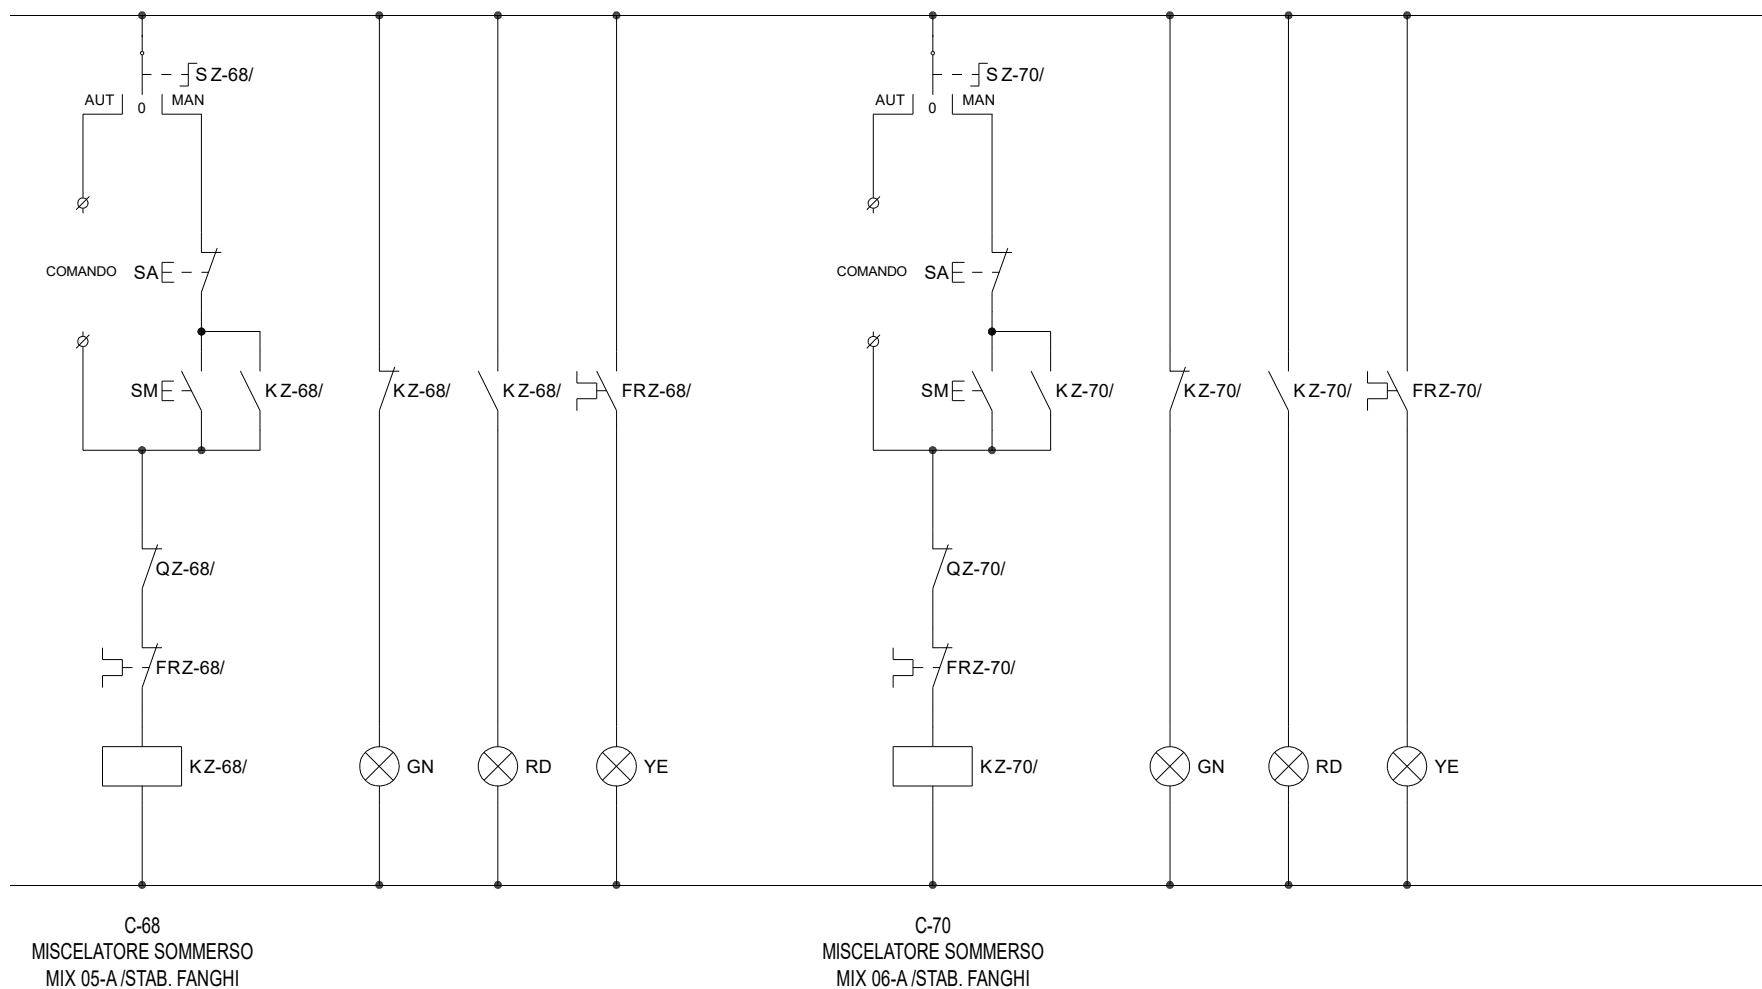 SZ-68/
AUT 0 MAN
COMANDO SA
SM KZ-68/
KZ-68/
KZ-68/
FRZ-68/
QZ-68/
FRZ-68/
KZ-68/
GN
RD
YE
C-68
MISCELATORE SOMMERSO
MIX 05-A /STAB. FANGHI
SZ-70/
AUT 0 MAN
COMANDO SA
SM KZ-70/
KZ-70/
KZ-70/
FRZ-70/
QZ-70/
FRZ-70/
KZ-70/
GN
RD
YE
C-70
MISCELATORE SOMMERSO
MIX 06-A /STAB. FANGHI